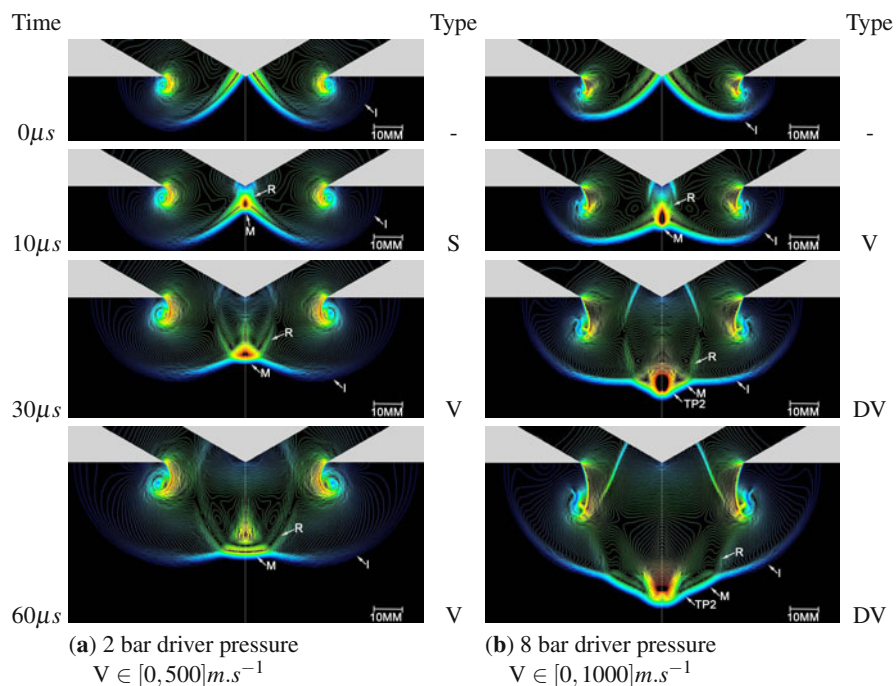 Time Type Type
I I
10MM 10MM
0μs - -
R R
M M
I I
10MM 10MM
10μs S V
R R
M M
I I
TP2
10MM 10MM
30μs V DV
R R
M M
I I
TP2
10MM 10MM
60μs V DV
(a) 2 bar driver pressure (b) 8 bar driver pressure
V ∈ [0,500]m.s⁻¹ V ∈ [0,1000]m.s⁻¹